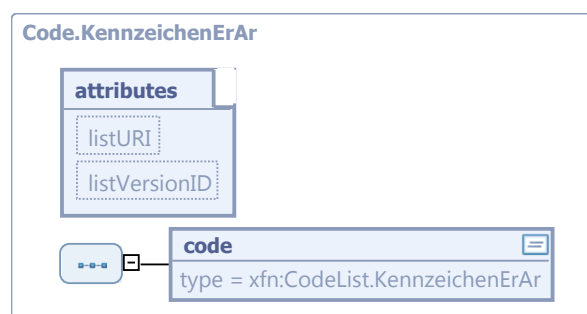 Code.KennzeichenErAr
attributes
listURI
listVersionID
code
type = xfn:CodeList.KennzeichenErAr